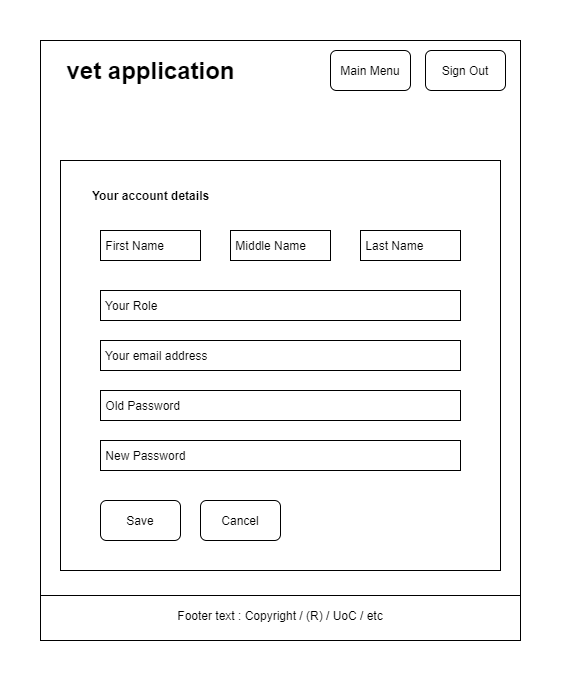 vet application
Main Menu
Sign Out
Your account details
First Name
Middle Name
Last Name
Your Role
Your email address
Old Password
New Password
Save
Cancel
Footer text : Copyright / (R) / UoC / etc